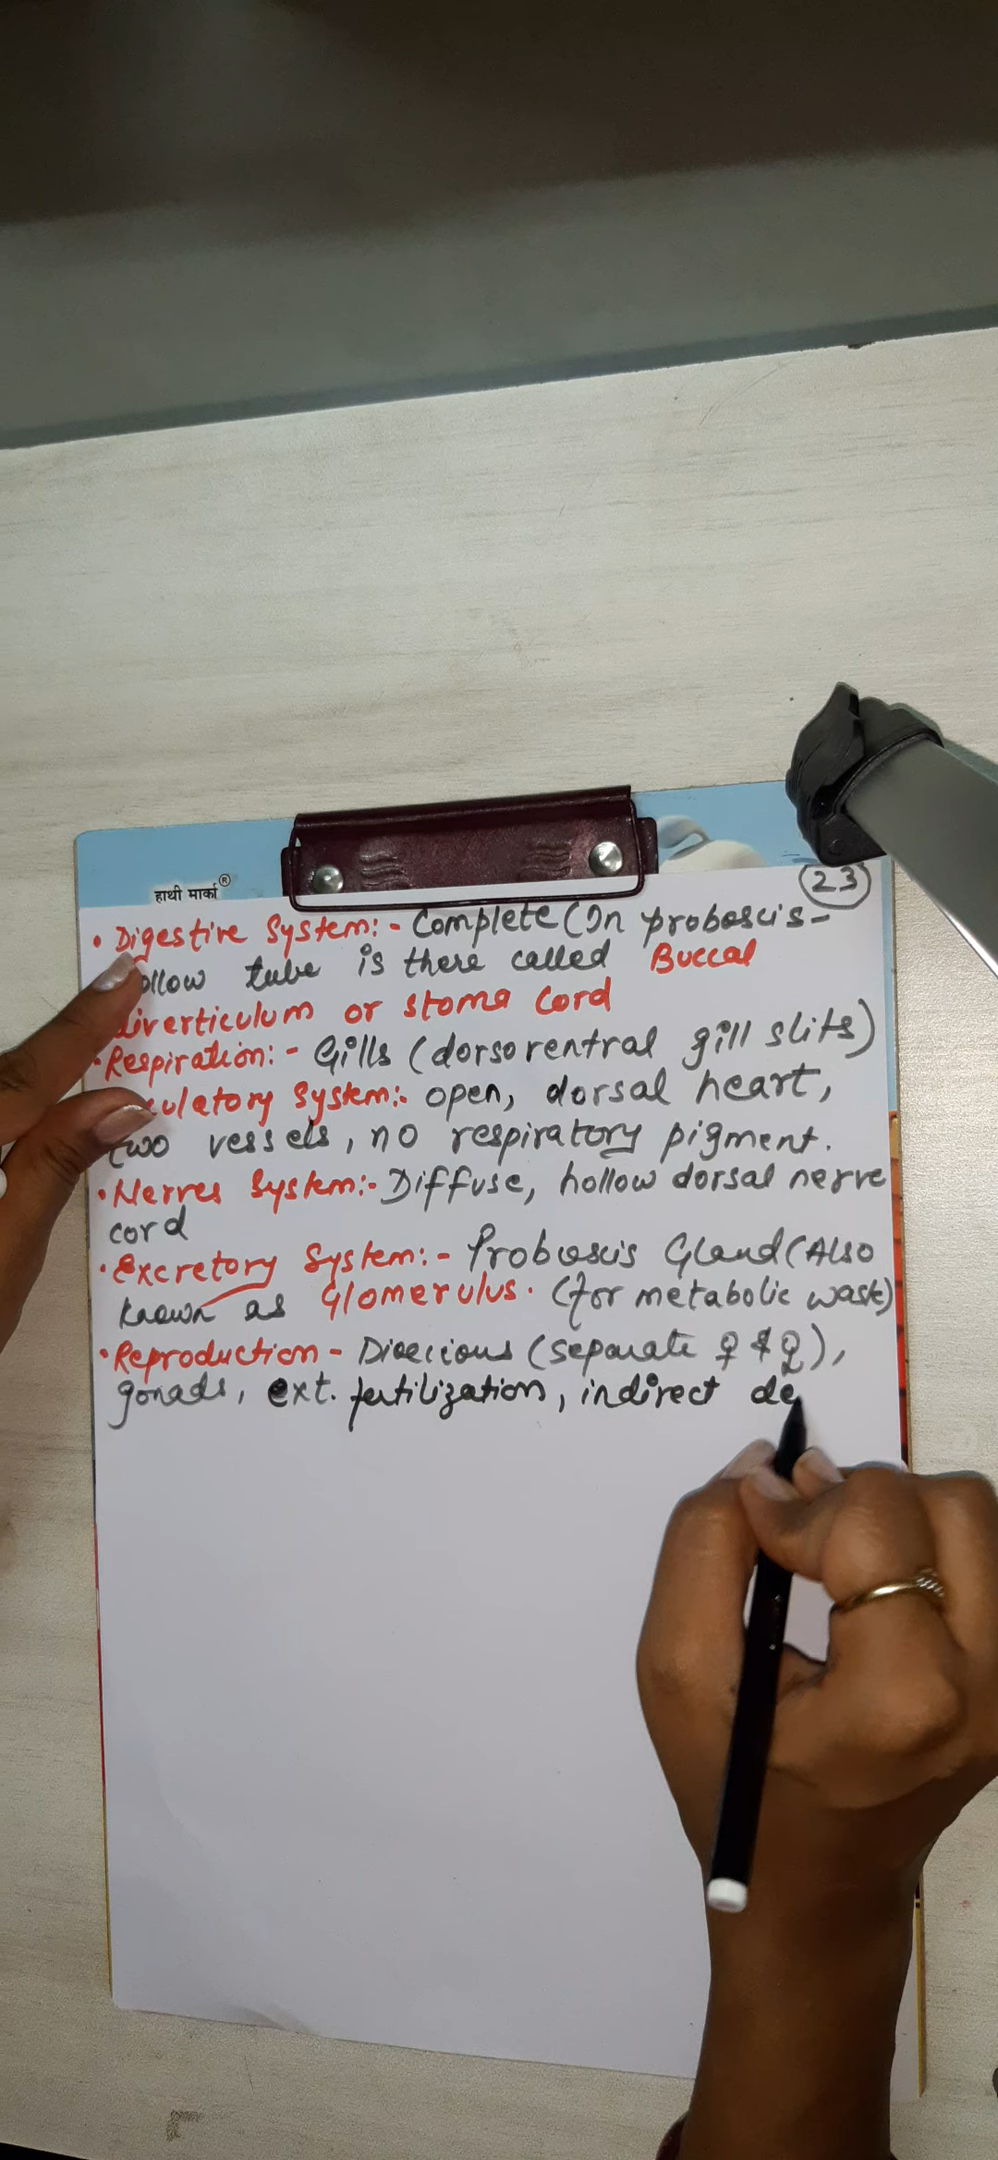 हाथी मार्का ®
23
• Digestive System:- Complete (In proboscis-
ollow tube is there called Buccal
iverticulum or stoma cord
• Respiration:- Gills (dorsorentral gill slits)
culatory System:- open, dorsal heart,
two vessels, no respiratory pigment.
• Nerves System:- Diffuse, hollow dorsal nerve
cord
• Excretory System:- Proboscis Gland (Also
known as Glomerulus. (for metabolic waste)
• Reproduction - Dioecious (separate ♀ & ♀),
gonads, ext. fertilization, indirect de